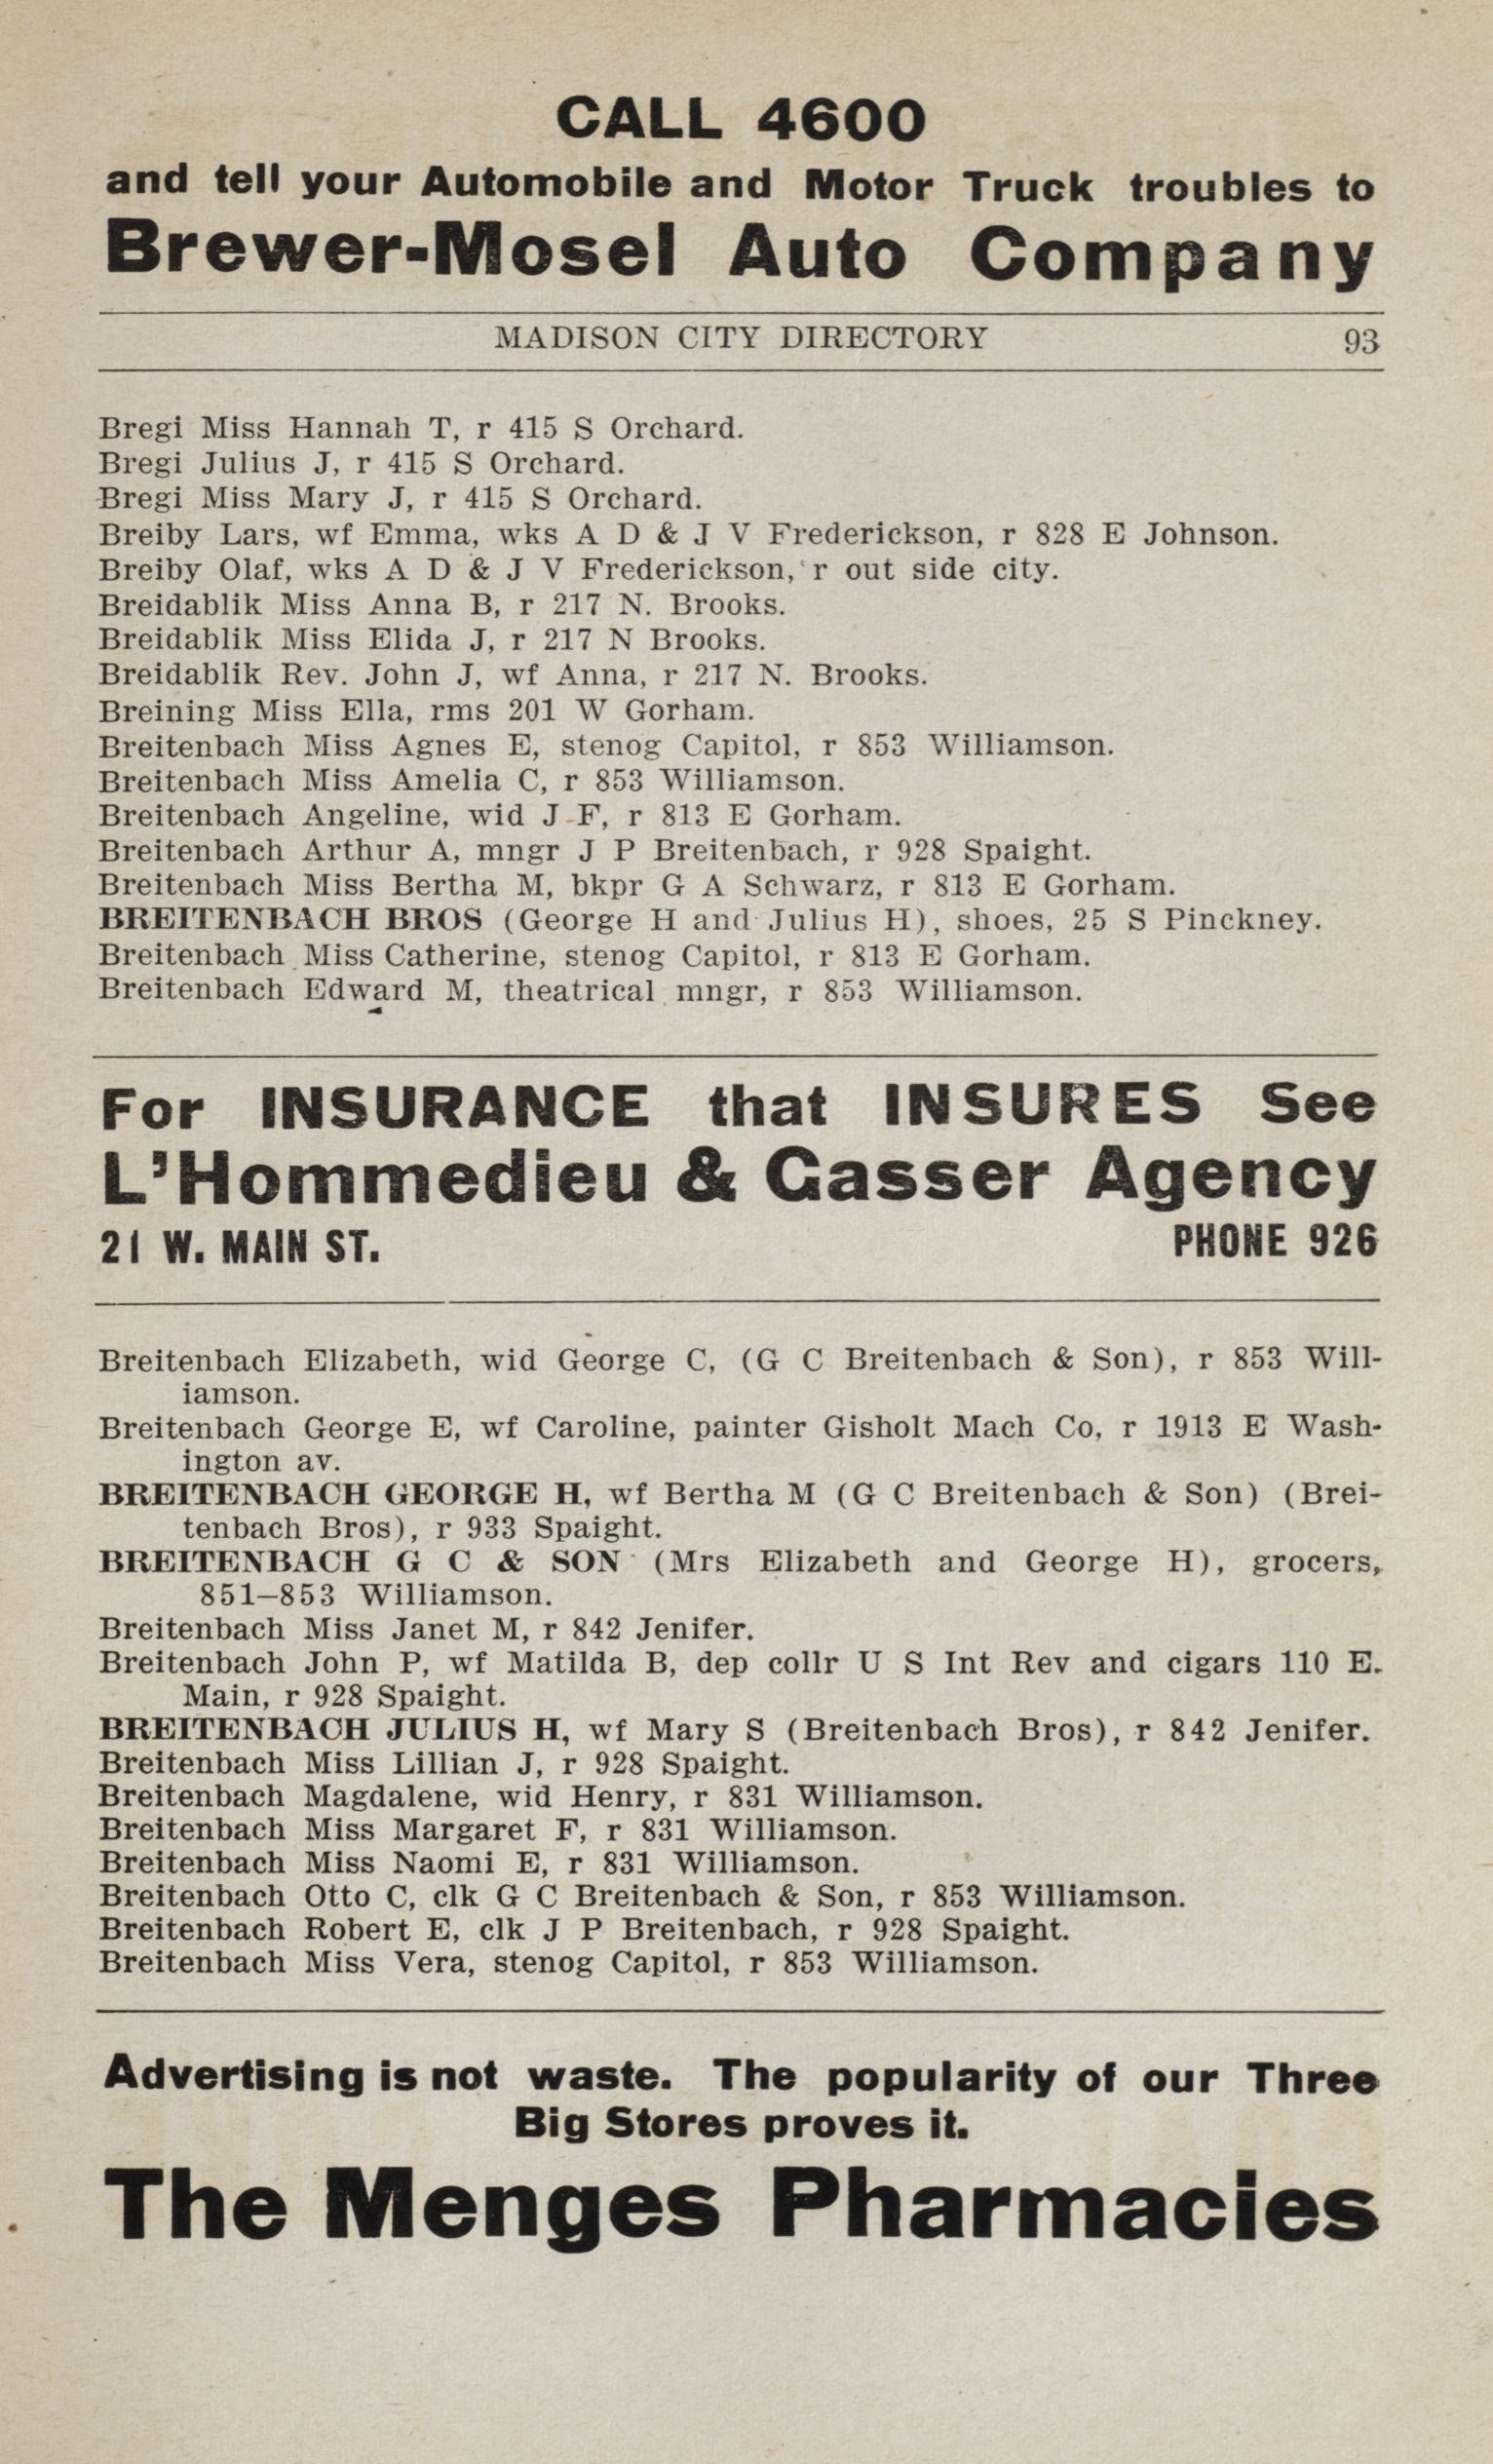 CALL 4600
and tell your Automobile and Motor Truck troubles to
Brewer-Mosel Auto Company
MADISON CITY DIRECTORY 93
Bregi Miss Hannah T, r 415 S Orchard.
Bregi Julius J, r 415 S Orchard.
Bregi Miss Mary J, r 415 S Orchard.
Breiby Lars, wf Emma, wks A D & J V Frederickson, r 828 E Johnson.
Breiby Olaf, wks A D & J V Frederickson, r out side city.
Breidablik Miss Anna B, r 217 N. Brooks.
Breidablik Miss Elida J, r 217 N Brooks.
Breidablik Rev. John J, wf Anna, r 217 N. Brooks.
Breining Miss Ella, rms 201 W Gorham.
Breitenbach Miss Agnes E, stenog Capitol, r 853 Williamson.
Breitenbach Miss Amelia C, r 853 Williamson.
Breitenbach Angeline, wid J F, r 813 E Gorham.
Breitenbach Arthur A, mngr J P Breitenbach, r 928 Spaight.
Breitenbach Miss Bertha M, bkpr G A Schwarz, r 813 E Gorham.
BREITENBACH BROS (George H and Julius H), shoes, 25 S Pinckney.
Breitenbach Miss Catherine, stenog Capitol, r 813 E Gorham.
Breitenbach Edward M, theatrical mngr, r 853 Williamson.
For INSURANCE that INSURES See
L'Hommedieu & Gasser Agency
21 W. MAIN ST. PHONE 926
Breitenbach Elizabeth, wid George C, (G C Breitenbach & Son), r 853 Will-
iamson.
Breitenbach George E, wf Caroline, painter Gisholt Mach Co, r 1913 E Wash-
ington av.
BREITENBACH GEORGE H, wf Bertha M (G C Breitenbach & Son) (Brei-
tenbach Bros), r 933 Spaight.
BREITENBACH G C & SON (Mrs Elizabeth and George H), grocers,
851–853 Williamson.
Breitenbach Miss Janet M, r 842 Jenifer.
Breitenbach John P, wf Matilda B, dep collr U S Int Rev and cigars 110 E.
Main, r 928 Spaight.
BREITENBACH JULIUS H, wf Mary S (Breitenbach Bros), r 842 Jenifer.
Breitenbach Miss Lillian J, r 928 Spaight.
Breitenbach Magdalene, wid Henry, r 831 Williamson.
Breitenbach Miss Margaret F, r 831 Williamson.
Breitenbach Miss Naomi E, r 831 Williamson.
Breitenbach Otto C, clk G C Breitenbach & Son, r 853 Williamson.
Breitenbach Robert E, clk J P Breitenbach, r 928 Spaight.
Breitenbach Miss Vera, stenog Capitol, r 853 Williamson.
Advertising is not waste. The popularity of our Three
Big Stores proves it.
The Menges Pharmacies